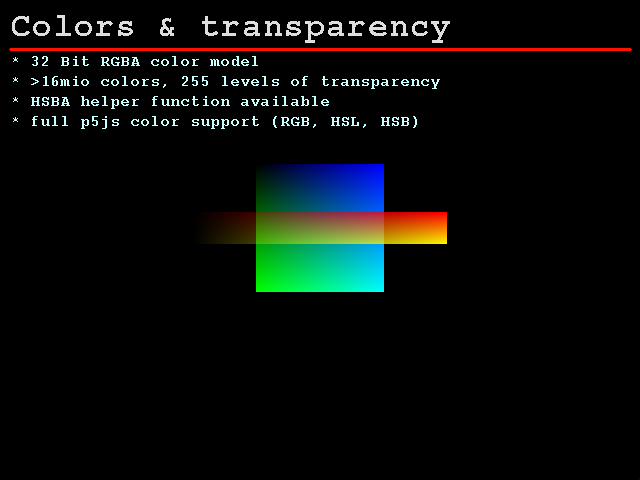 Colors & transparency
* 32 Bit RGBA color model
* >16mio colors, 255 levels of transparency
* HSBA helper function available
* full p5js color support (RGB, HSL, HSB)